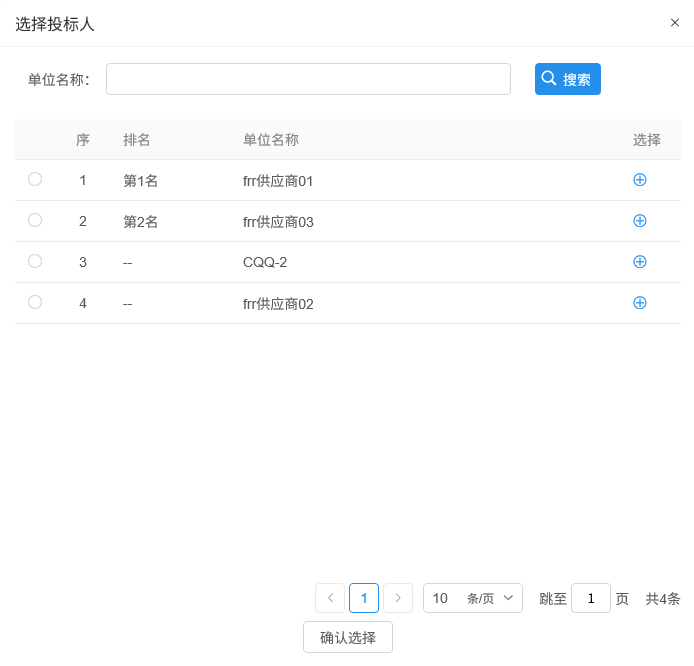 选择投标人
单位名称：
搜索
序 排名 单位名称 选择
1 第1名 frr供应商01
2 第2名 frr供应商03
3 -- CQQ-2
4 -- frr供应商02
1 10 条/页 跳至 1 页 共4条
确认选择